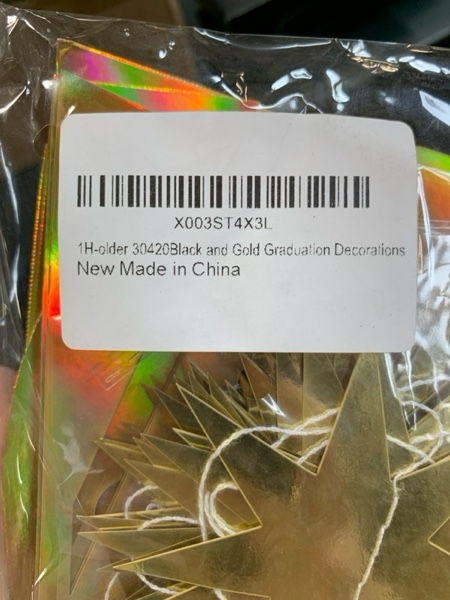 X003ST4X3L
1H-older 30420Black and Gold Graduation Decorations
New Made in China